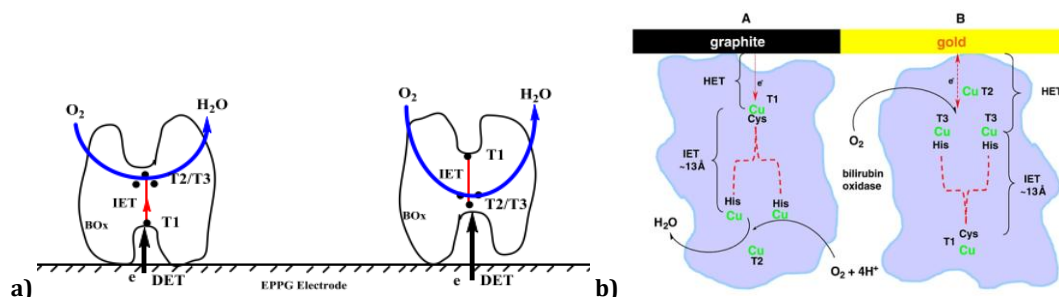 a)
O2
H2O
T2/T3
IET
BOx
T1
e
DET
O2
H2O
T1
IET
T2/T3
BOx
e
DET
EPPG Electrode
b)
A
B
graphite
gold
HET
e-
T1
Cu
Cys
IET
~13Å
His
Cu
His
Cu
H2O
Cu
T2
O2 + 4H+
e-
Cu T2
HET
O2
T3
Cu
His
T3
Cu
His
bilirubin
oxidase
IET
~13Å
Cys
T1
Cu